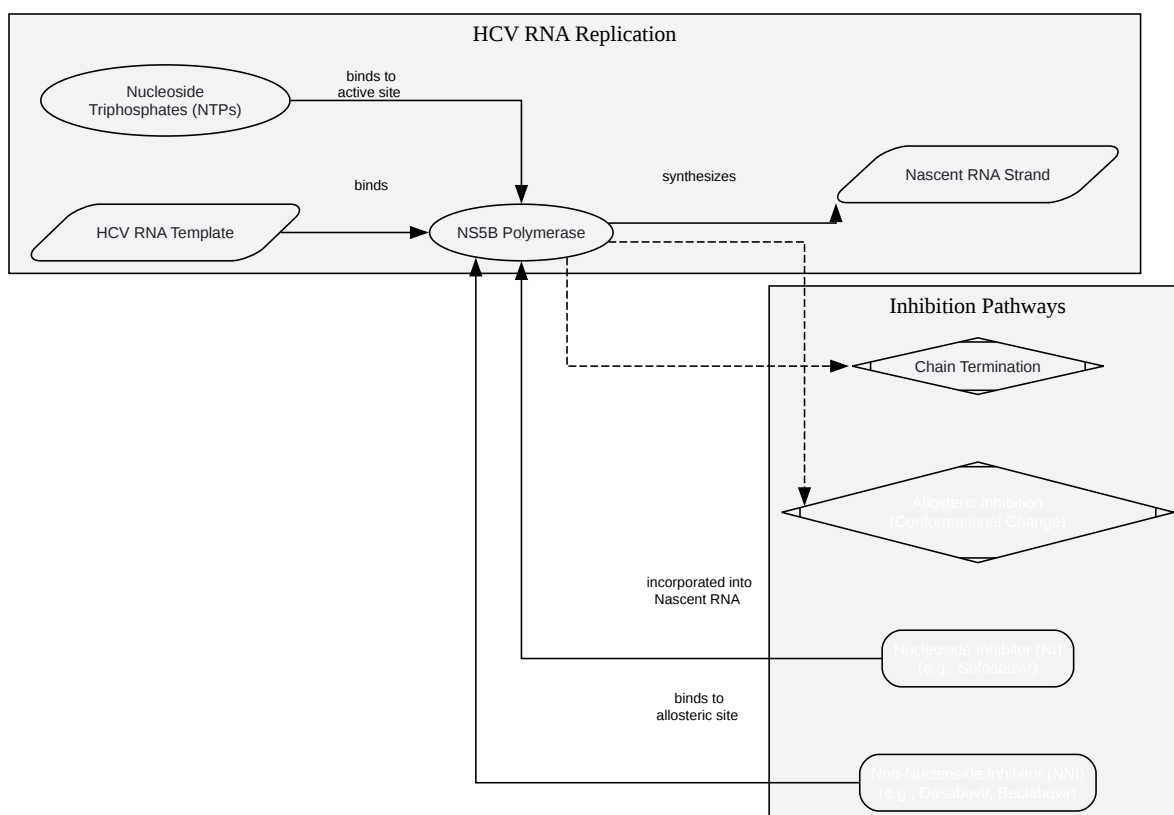 HCV RNA Replication
Nucleoside
Triphosphates (NTPs)
binds to
active site
binds
synthesizes
Nascent RNA Strand
HCV RNA Template
NS5B Polymerase
Inhibition Pathways
Chain Termination
Allosteric Inhibition
(Conformational Change)
incorporated into
Nascent RNA
Nucleoside Inhibitor (NI)
(e.g., Sofosbuvir)
binds to
allosteric site
Non-Nucleoside Inhibitor (NNI)
(e.g., Dasabuvir, Beclabuvir)